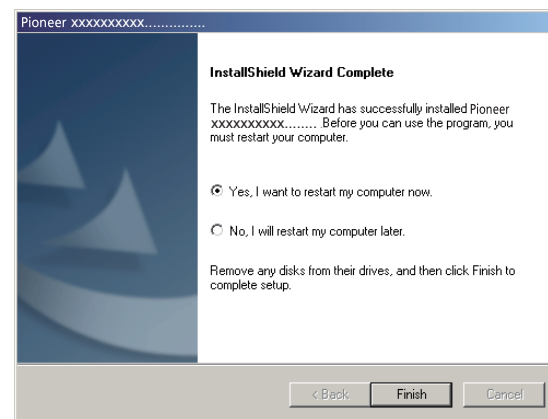 Pioneer xxxxxxxxxx...............
InstallShield Wizard Complete
The InstallShield Wizard has successfully installed Pioneer
xxxxxxxxxx........ .Before you can use the program, you
must restart your computer.
Yes, I want to restart my computer now.
No, I will restart my computer later.
Remove any disks from their drives, and then click Finish to
complete setup.
< Back Finish Cancel